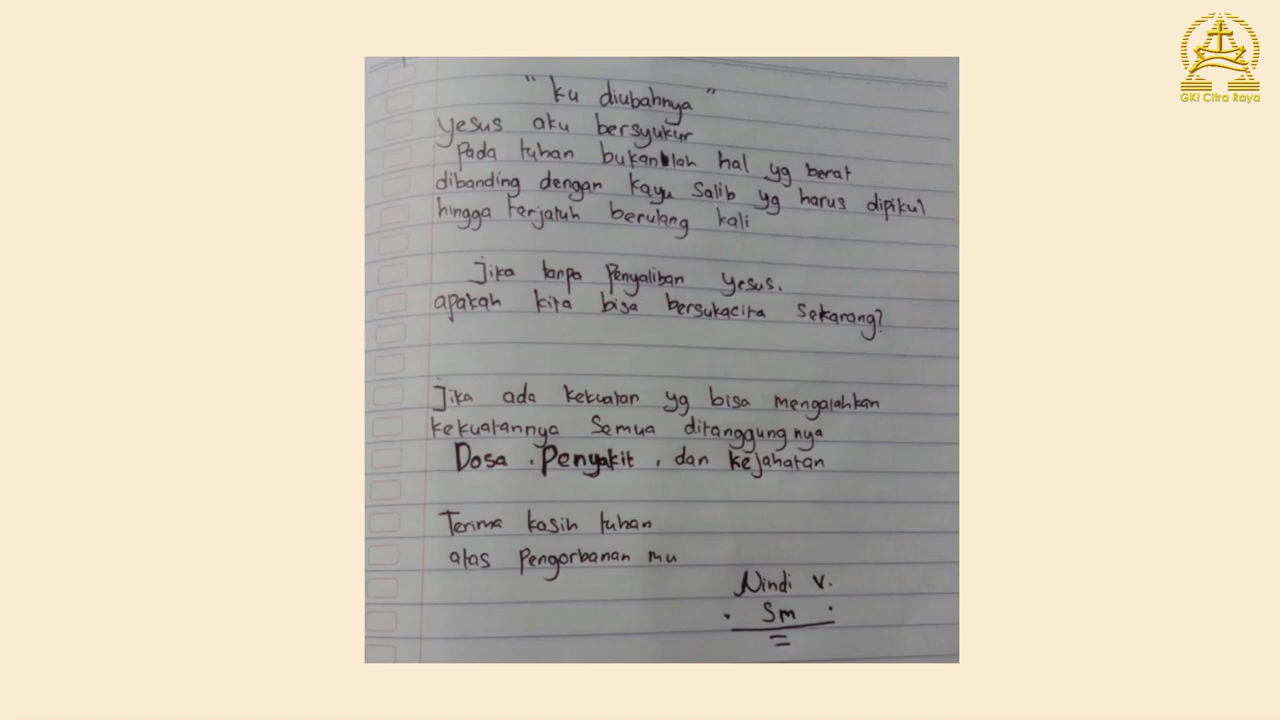 GKI Citra Raya
" ku diubahnya "
Yesus aku bersyukur
Pada tuhan bukanlah hal yg berat
dibanding dengan kayu salib yg harus dipikul
hingga terjatuh berulang kali
Jika tanpa Penyaliban Yesus.
apakah kita bisa bersukacita sekarang?
Jika ada kekuatan yg bisa mengalahkan
kekuatannya Semua ditanggung nya
Dosa , Penyakit , dan kejahatan
Terima kasih tuhan
atas Pengorbanan mu
Nindi V.
. Sm .